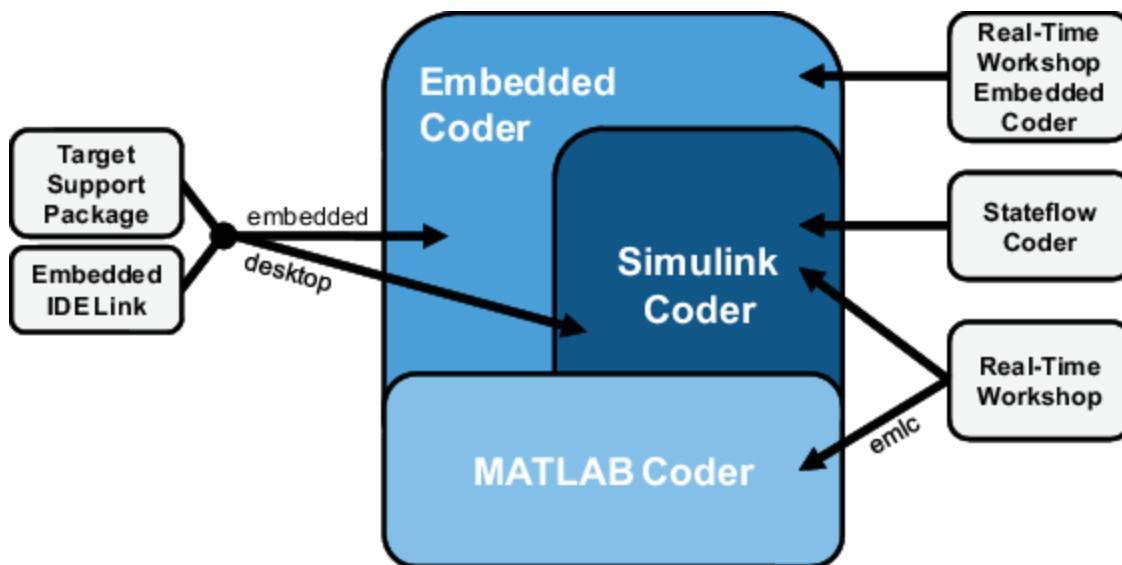 Target
Support
Package
Embedded
IDE Link
embedded
desktop
Embedded
Coder
Simulink
Coder
MATLAB Coder
Real-Time
Workshop
Embedded
Coder
Stateflow
Coder
Real-Time
Workshop
emlc